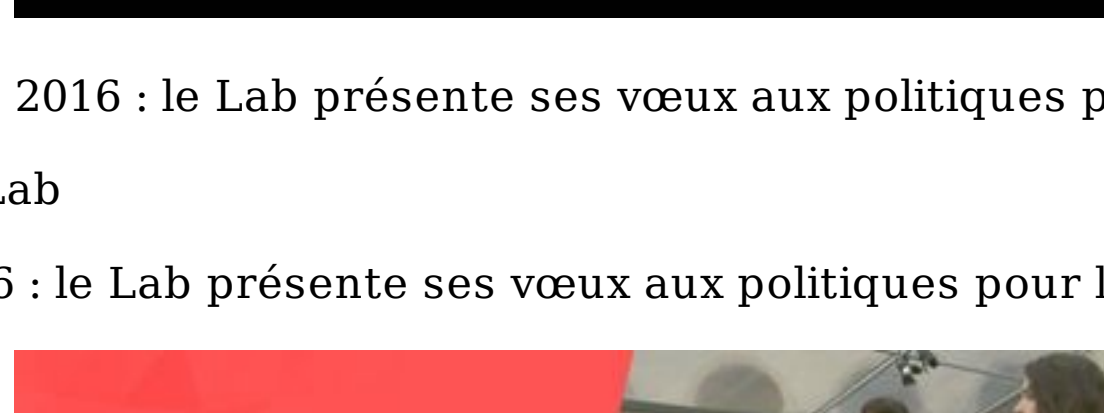 2016 : le Lab présente ses vœux aux politiques p
Lab
6 : le Lab présente ses vœux aux politiques pour l